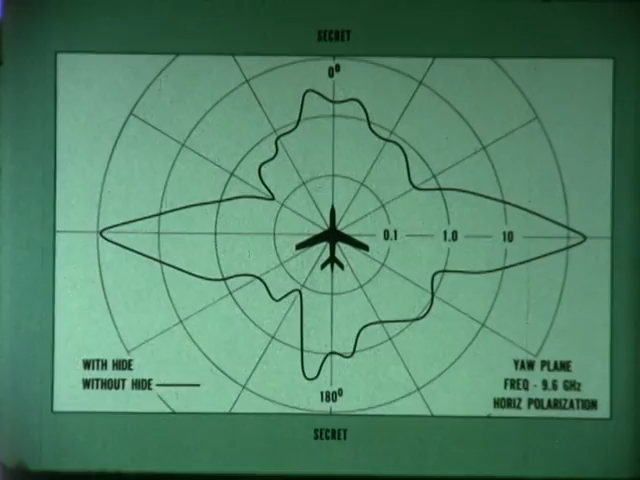 SECRET
0°
0.1 1.0 10
WITH HIDE
WITHOUT HIDE
YAW PLANE
FREQ - 9.6 GHz
HORIZ POLARIZATION
180°
SECRET